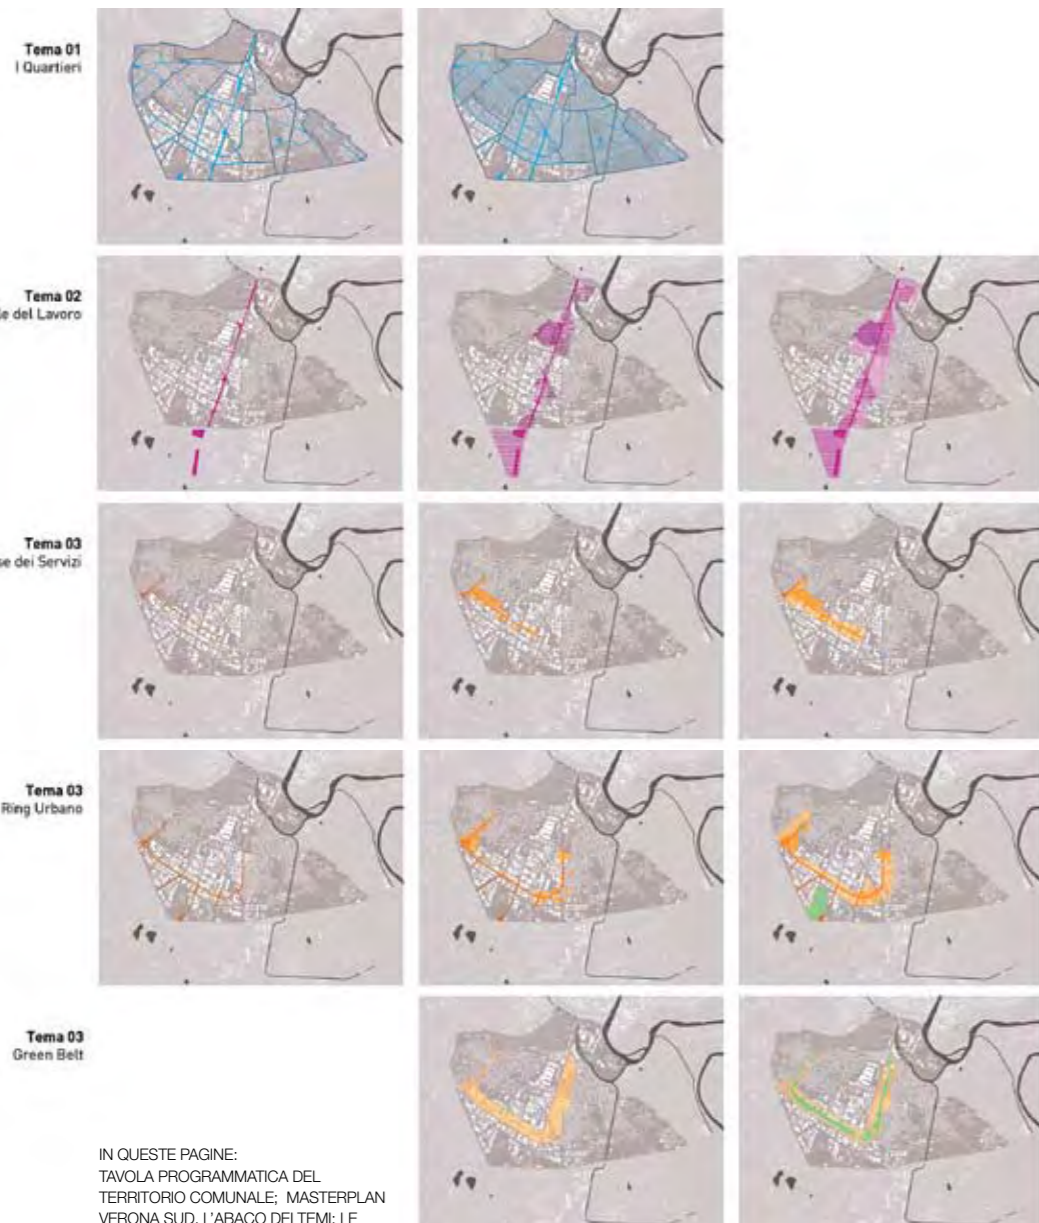 Tema 01
I Quartieri
Tema 02
del Lavoro
Tema 03
dei Servizi
Tema 03
Ring Urbano
Tema 03
Green Belt
IN QUESTE PAGINE:
TAVOLA PROGRAMMATICA DEL
TERRITORIO COMUNALE; MASTERPLAN
VERONA SUD, L'ABACO DEI TEMI; LE